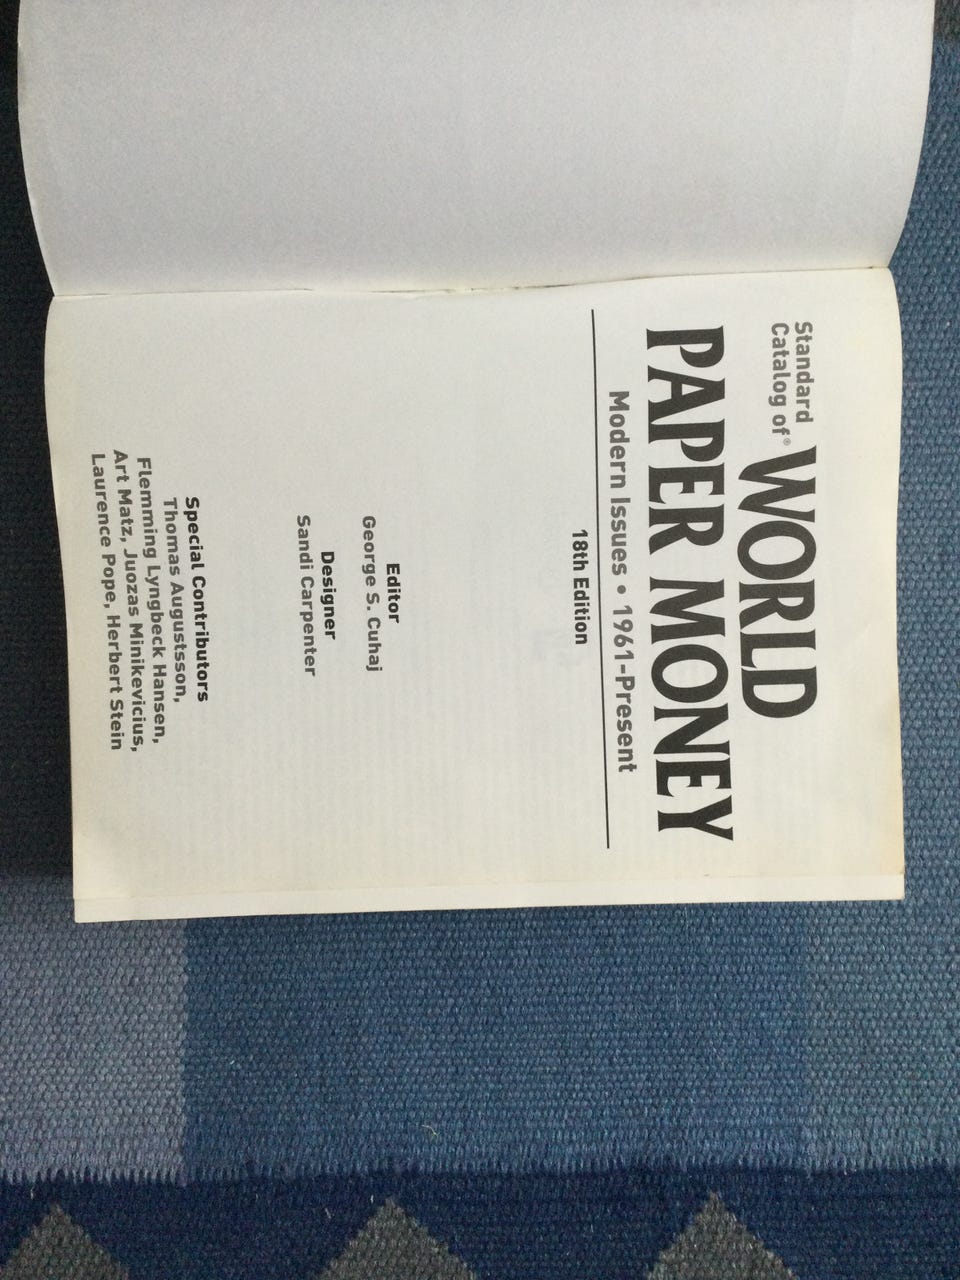 Standard
Catalog of® WORLD
PAPER MONEY
Modern Issues • 1961-Present
18th Edition
Editor
George S. Cuhaj
Designer
Sandi Carpenter
Special Contributors
Thomas Augustsson,
Flemming Lyngbeck Hansen,
Art Matz, Juozas Minikevicius,
Laurence Pope, Herbert Stein